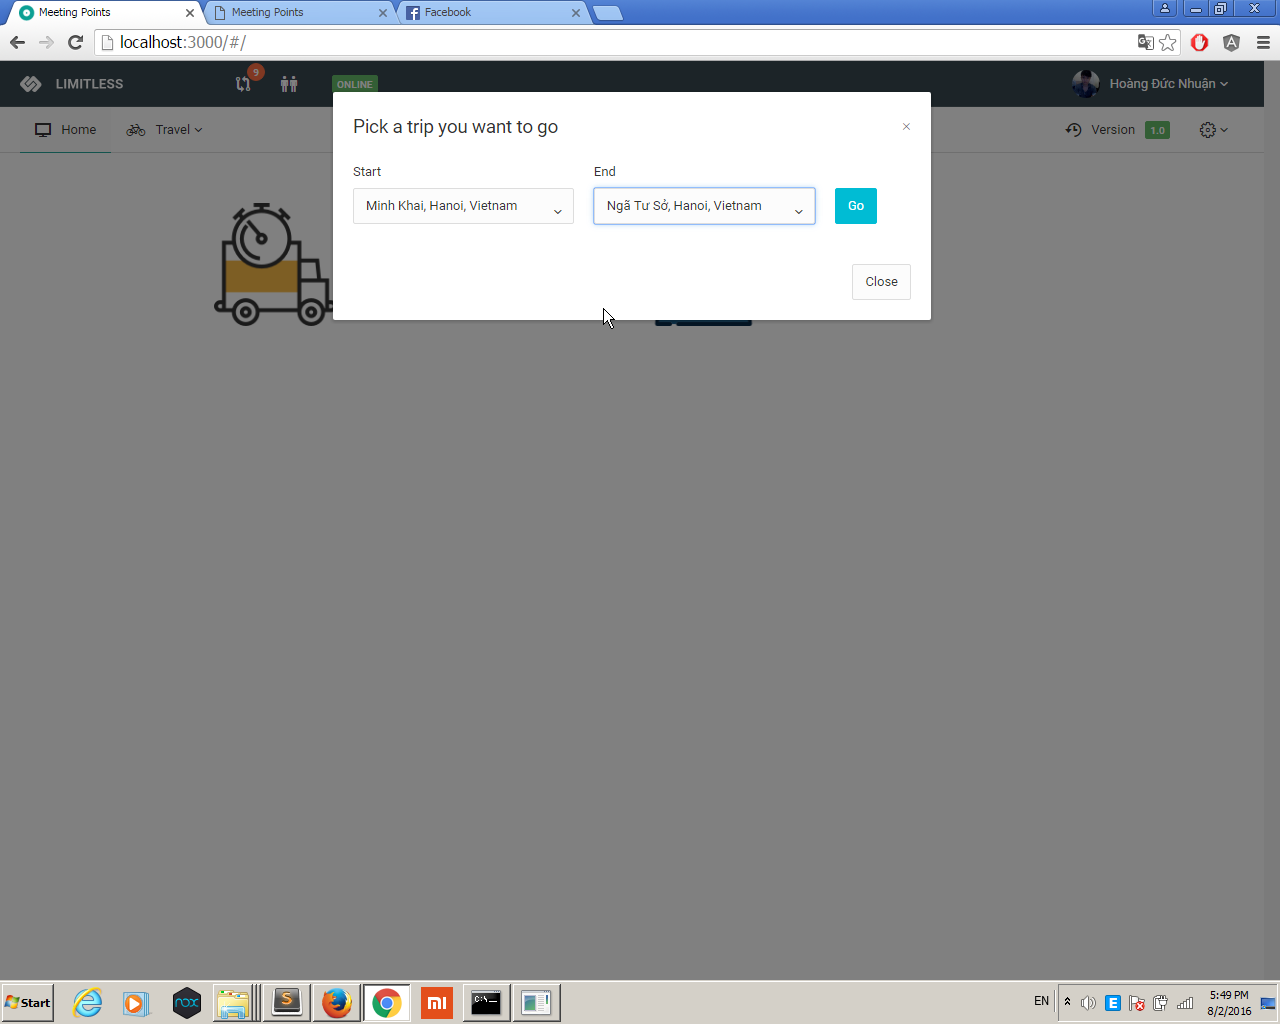 Meeting Points
Meeting Points
Facebook
localhost:3000/#/
LIMITLESS
9
ONLINE
Hoàng Đức Nhuận
Home
Travel
Version
1.0
Pick a trip you want to go
×
Start
End
Minh Khai, Hanoi, Vietnam
Ngã Tư Sở, Hanoi, Vietnam
Go
Close
Start
nox
S
mi
C:\_
EN
E
5:49 PM
8/2/2016